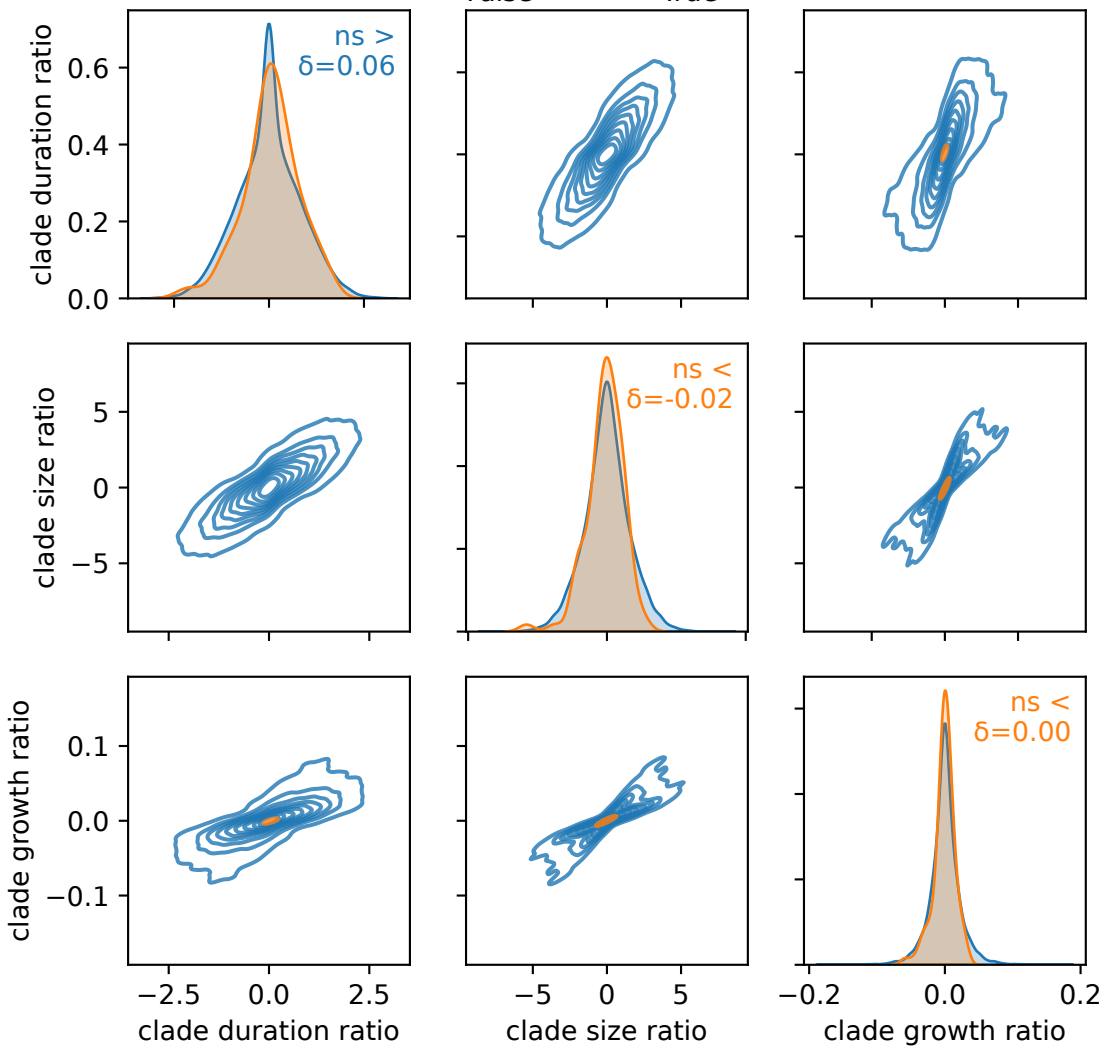 ns >
δ=0.06
clade duration ratio
0.6
0.4
0.2
0.0
ns <
δ=-0.02
clade size ratio
5
0
−5
ns <
δ=0.00
clade growth ratio
0.1
0.0
−0.1
−2.5 0.0 2.5
−5 0 5
−0.2 0.0 0.2
clade duration ratio
clade size ratio
clade growth ratio